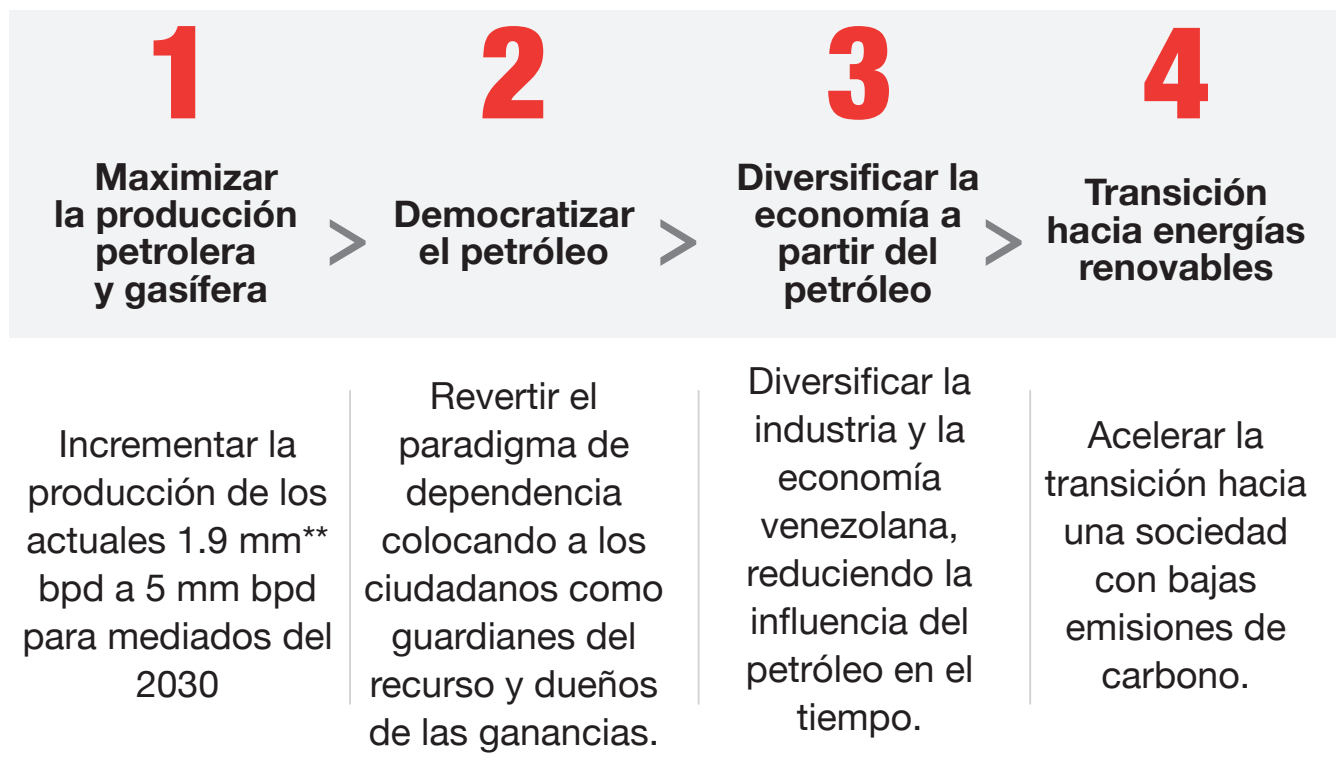 1
Maximizar
la producción
petrolera
y gasífera
>
2
Democratizar
el petróleo
>
3
Diversificar la
economía a
partir del
petróleo
>
4
Transición
hacia energías
renovables
Incrementar la
producción de los
actuales 1.9 mm**
bpd a 5 mm bpd
para mediados del
2030
Revertir el
paradigma de
dependencia
colocando a los
ciudadanos como
guardianes del
recurso y dueños
de las ganancias.
Diversificar la
industria y la
economía
venezolana,
reduciendo la
influencia del
petróleo en el
tiempo.
Acelerar la
transición hacia
una sociedad
con bajas
emisiones de
carbono.